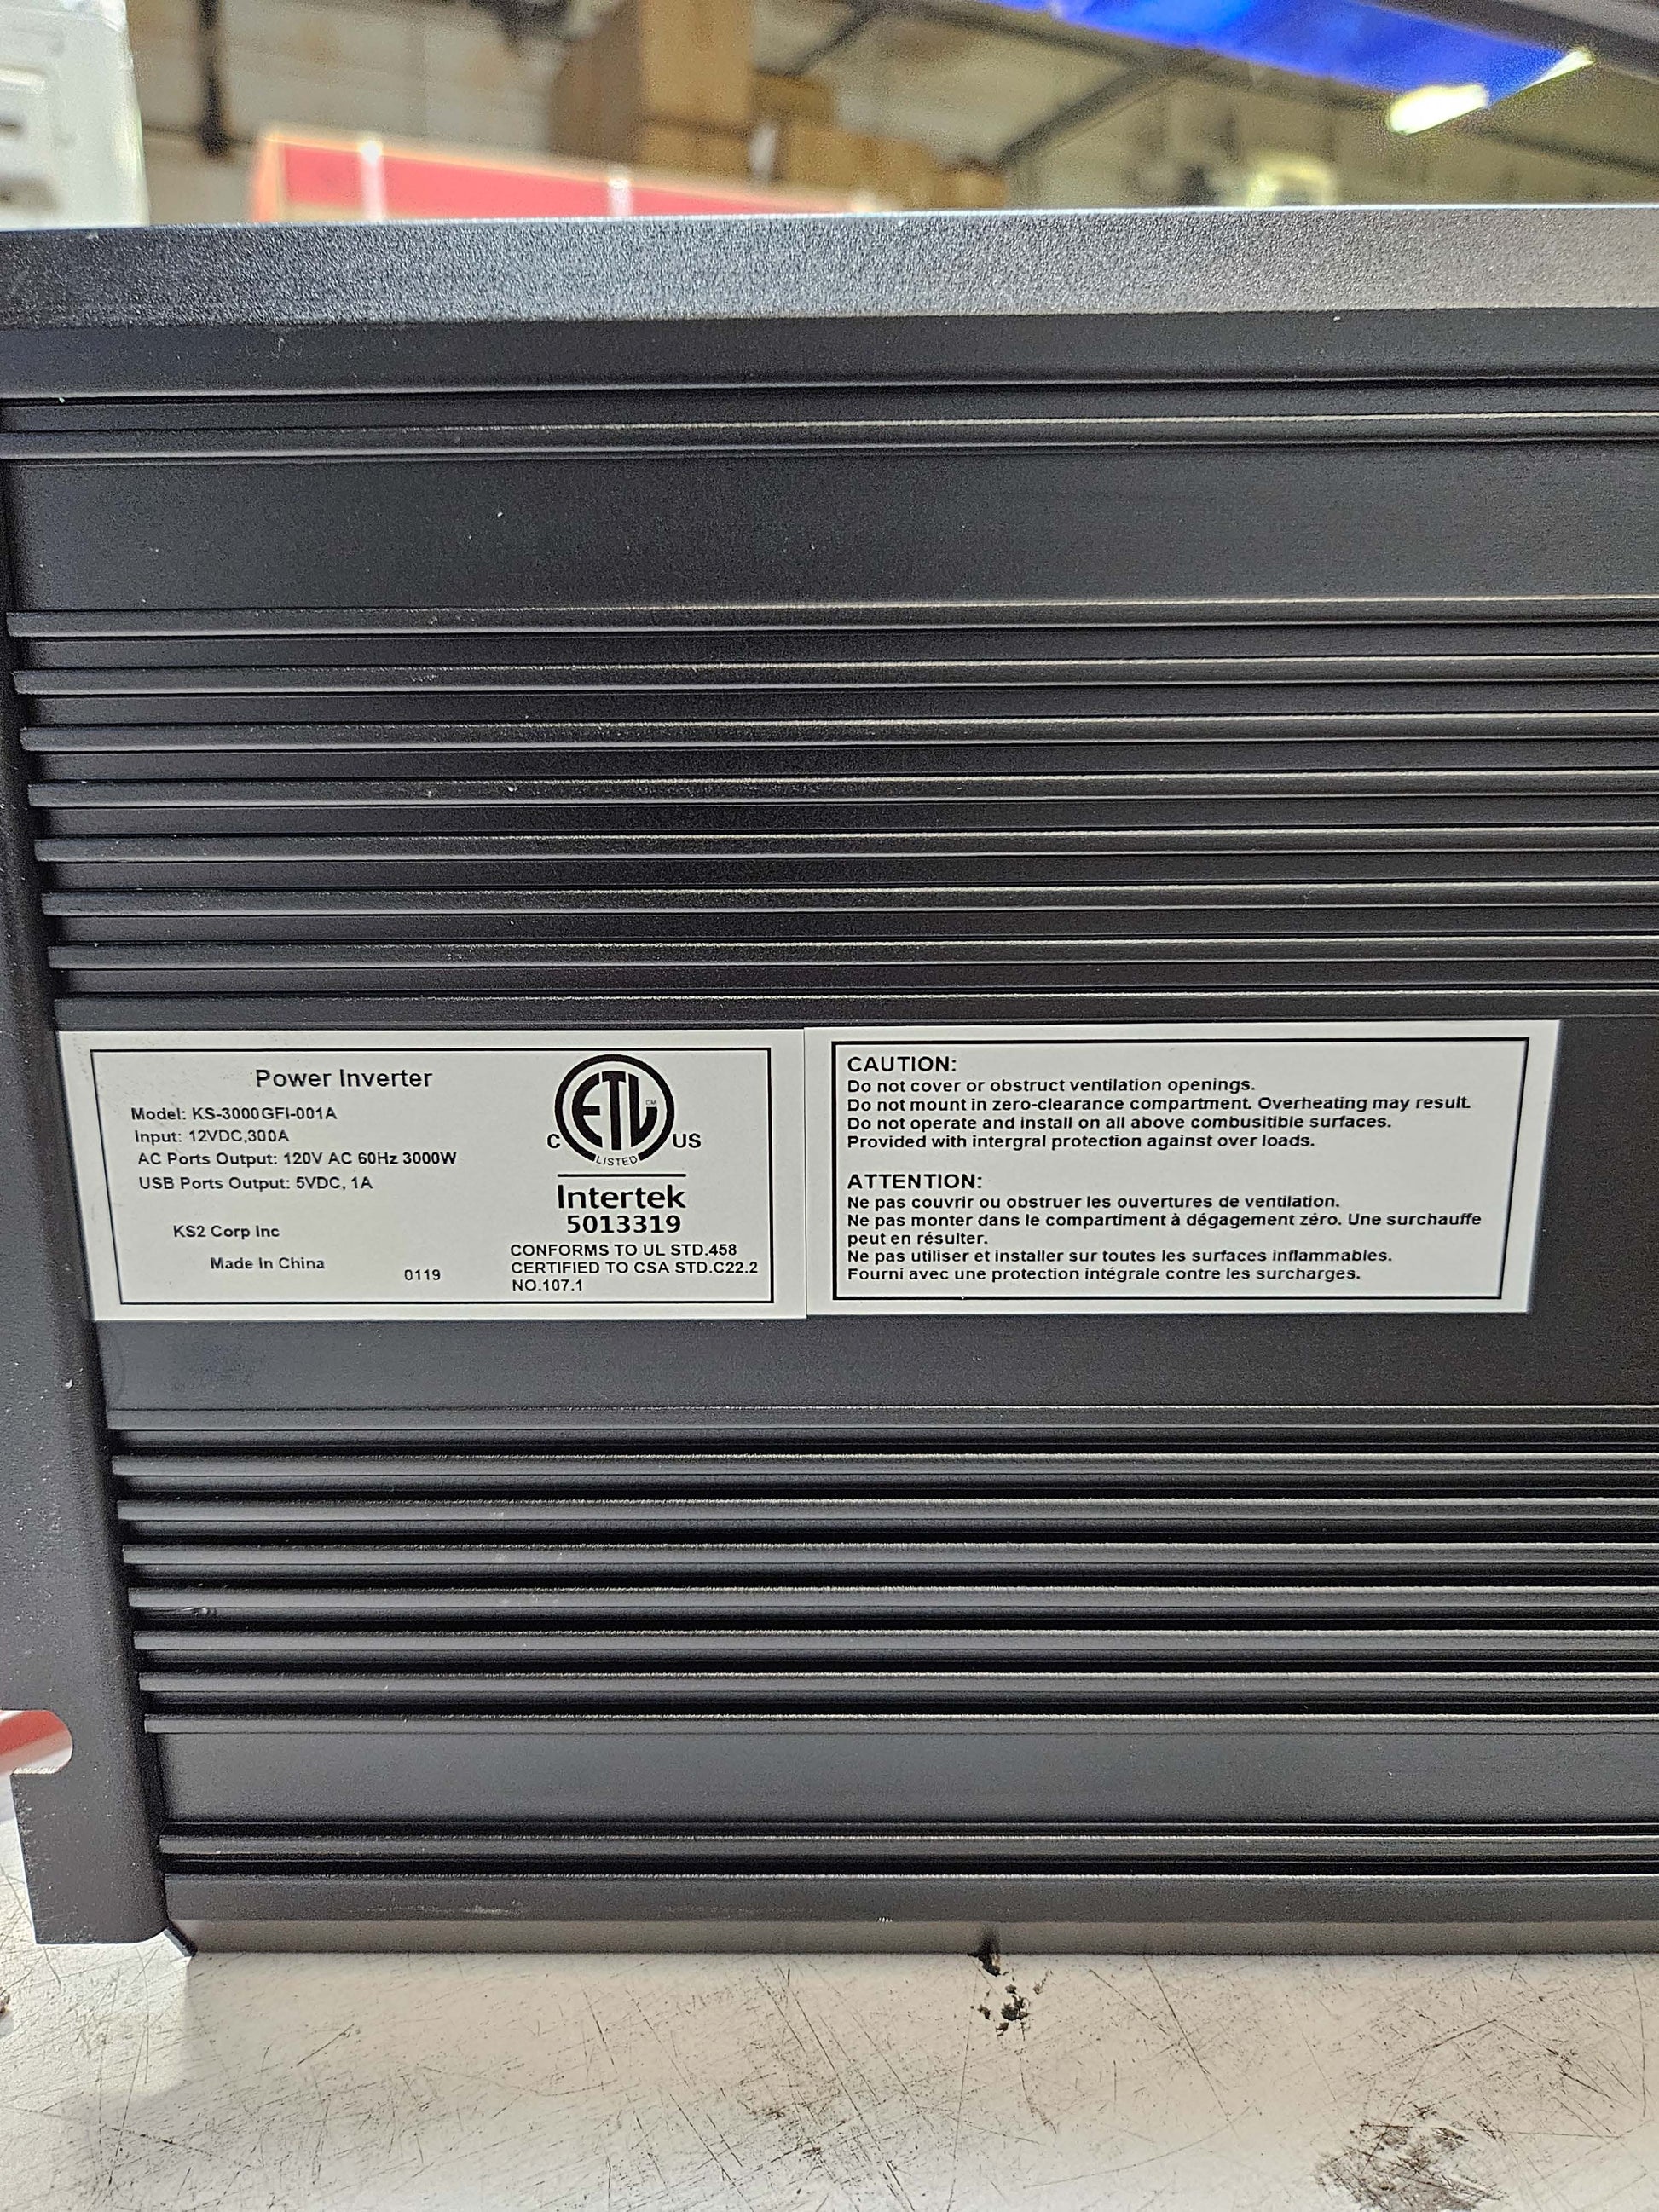 Power Inverter
Model: KS-3000GFI-001A
Input: 12VDC,300A
AC Ports Output: 120V AC 60Hz 3000W
USB Ports Output: 5VDC, 1A
KS2 Corp Inc
Made In China
0119
ETL CM
C US
LISTED
Intertek
5013319
CONFORMS TO UL STD.458
CERTIFIED TO CSA STD.C22.2
NO.107.1
CAUTION:
Do not cover or obstruct ventilation openings.
Do not mount in zero-clearance compartment. Overheating may result.
Do not operate and install on all above combusitible surfaces.
Provided with intergral protection against over loads.
ATTENTION:
Ne pas couvrir ou obstruer les ouvertures de ventilation.
Ne pas monter dans le compartiment à dégagement zéro. Une surchauffe
peut en résulter.
Ne pas utiliser et installer sur toutes les surfaces inflammables.
Fourni avec une protection intégrale contre les surcharges.